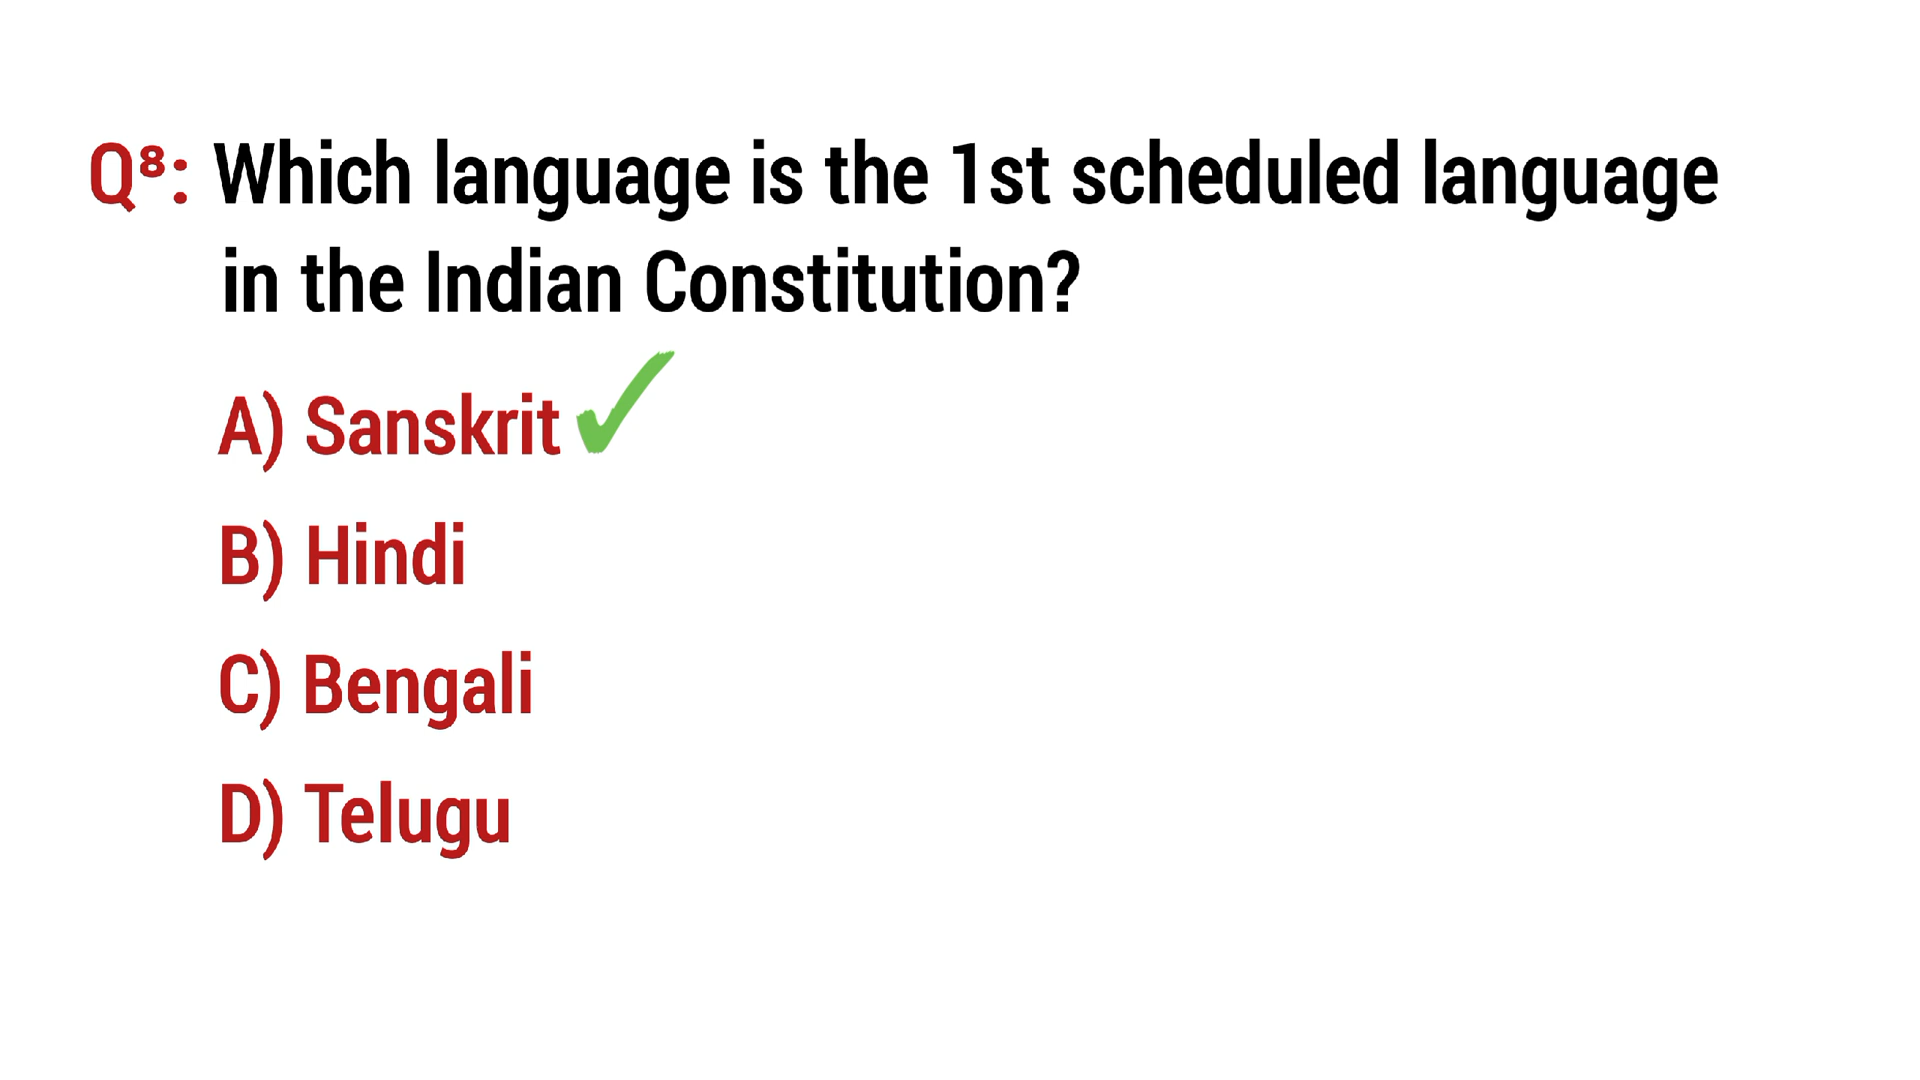 Q⁸: Which language is the 1st scheduled language
in the Indian Constitution?
A) Sanskrit
B) Hindi
C) Bengali
D) Telugu